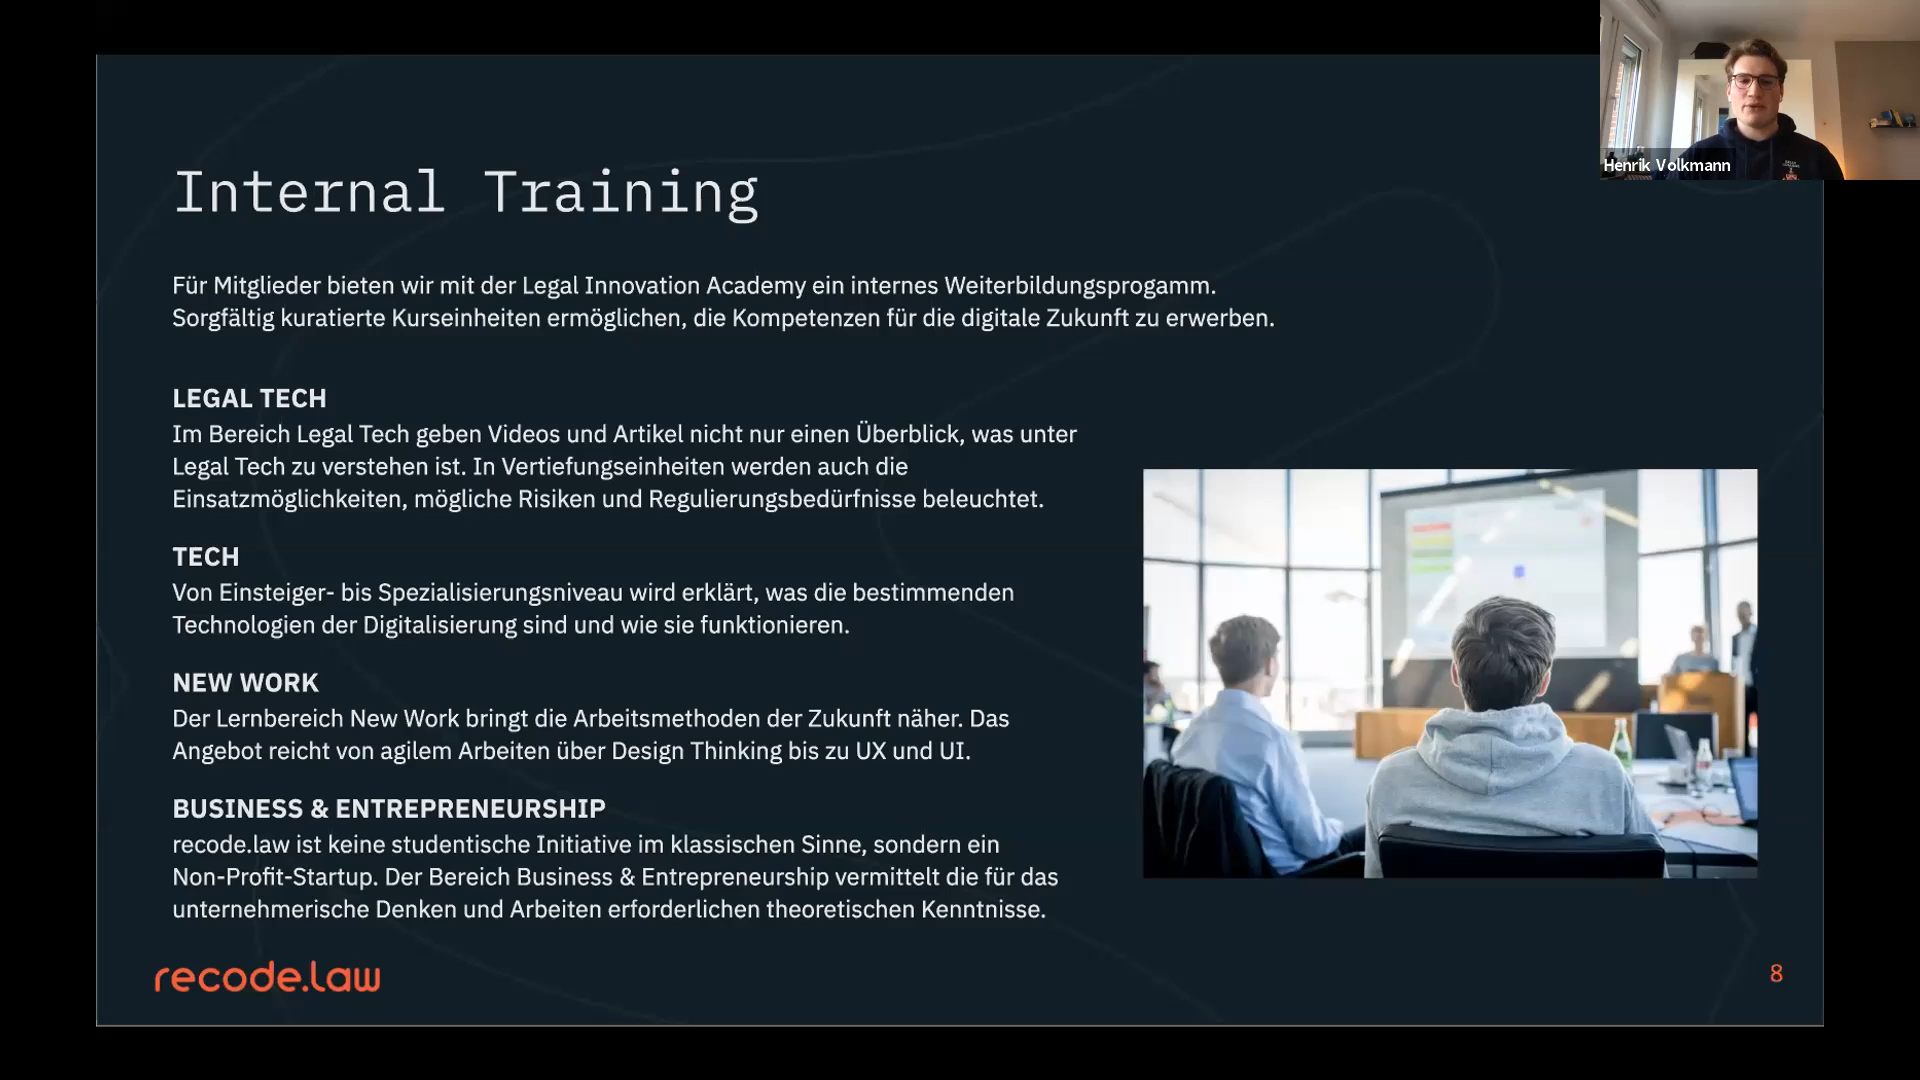 Henrik Volkmann
Internal Training
Für Mitglieder bieten wir mit der Legal Innovation Academy ein internes Weiterbildungsprogamm.
Sorgfältig kuratierte Kurseinheiten ermöglichen, die Kompetenzen für die digitale Zukunft zu erwerben.
LEGAL TECH
Im Bereich Legal Tech geben Videos und Artikel nicht nur einen Überblick, was unter
Legal Tech zu verstehen ist. In Vertiefungseinheiten werden auch die
Einsatzmöglichkeiten, mögliche Risiken und Regulierungsbedürfnisse beleuchtet.
TECH
Von Einsteiger- bis Spezialisierungsniveau wird erklärt, was die bestimmenden
Technologien der Digitalisierung sind und wie sie funktionieren.
NEW WORK
Der Lernbereich New Work bringt die Arbeitsmethoden der Zukunft näher. Das
Angebot reicht von agilem Arbeiten über Design Thinking bis zu UX und UI.
BUSINESS & ENTREPRENEURSHIP
recode.law ist keine studentische Initiative im klassischen Sinne, sondern ein
Non-Profit-Startup. Der Bereich Business & Entrepreneurship vermittelt die für das
unternehmerische Denken und Arbeiten erforderlichen theoretischen Kenntnisse.
recode.law
8